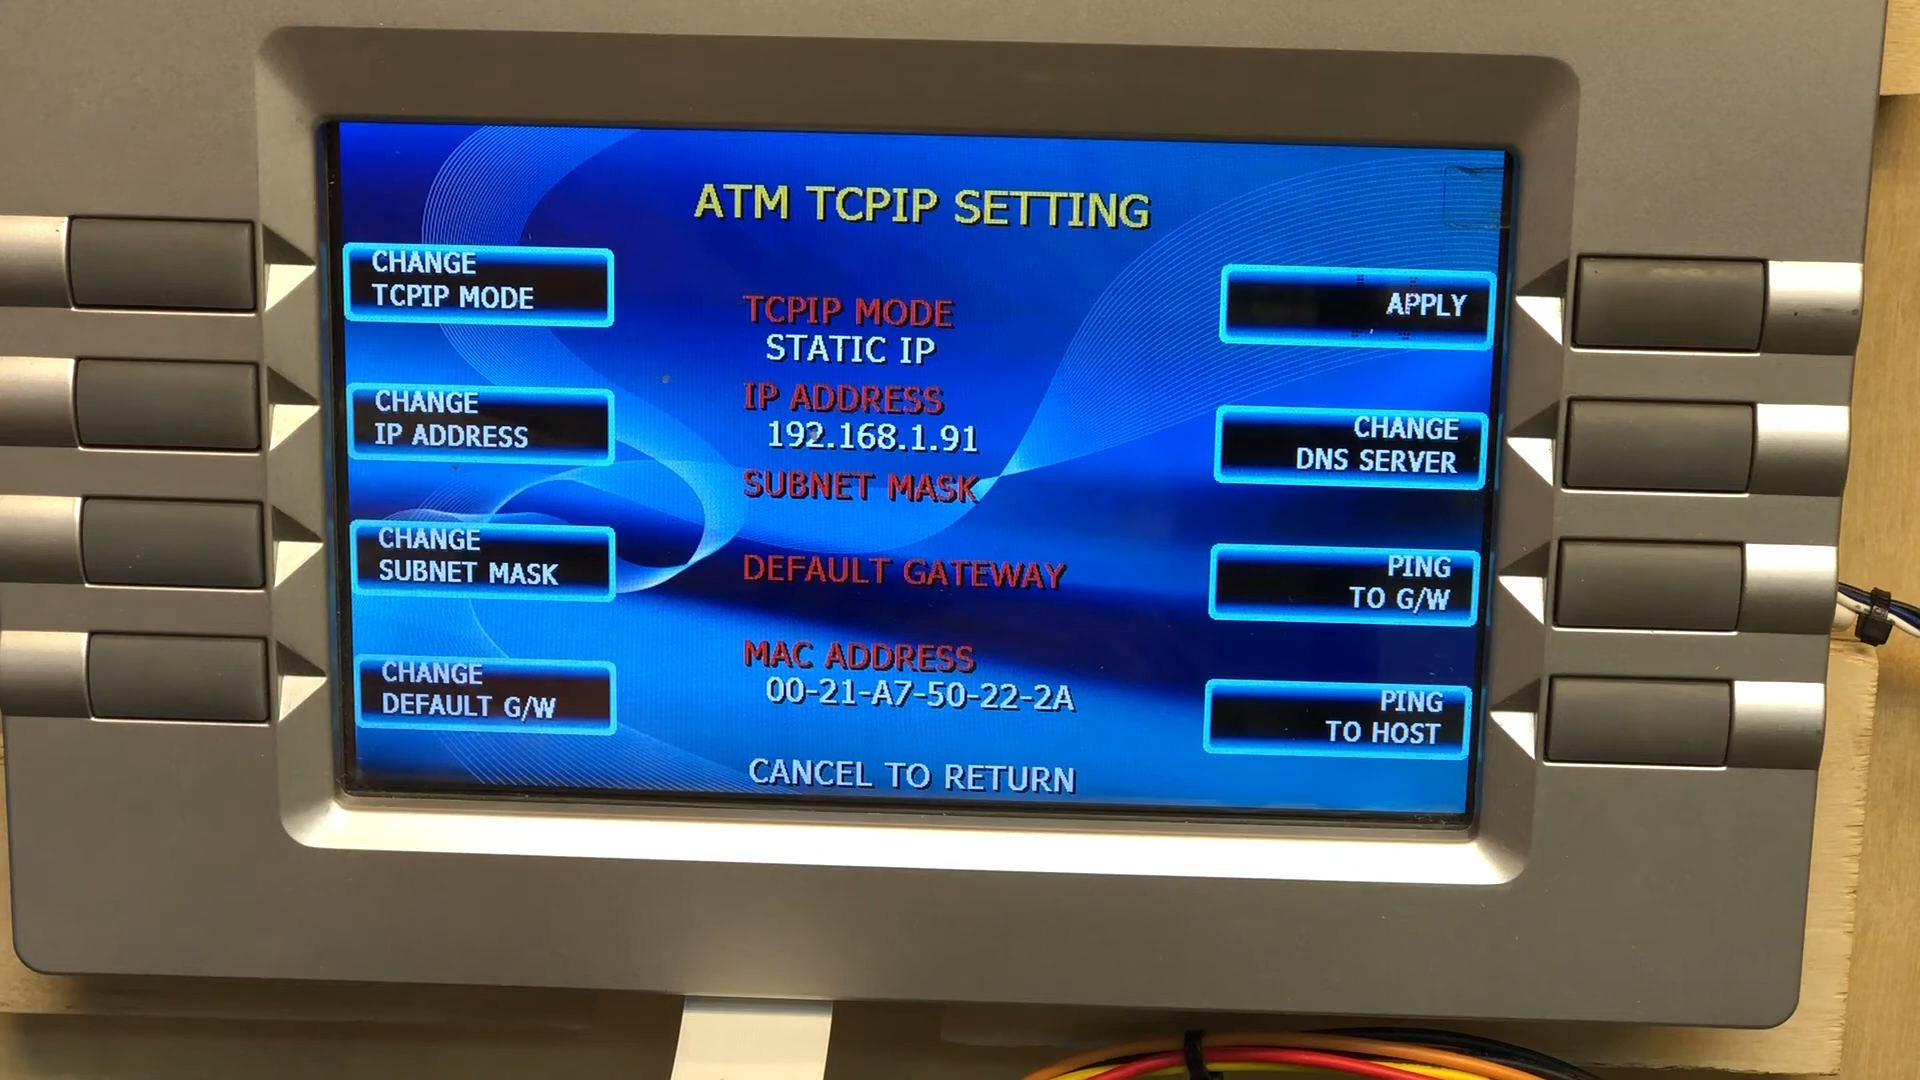 ATM TCPIP SETTING
CHANGE
TCPIP MODE
CHANGE
IP ADDRESS
CHANGE
SUBNET MASK
CHANGE
DEFAULT G/W
TCPIP MODE
STATIC IP
IP ADDRESS
192.168.1.91
SUBNET MASK
DEFAULT GATEWAY
MAC ADDRESS
00-21-A7-50-22-2A
CANCEL TO RETURN
APPLY
CHANGE
DNS SERVER
PING
TO G/W
PING
TO HOST